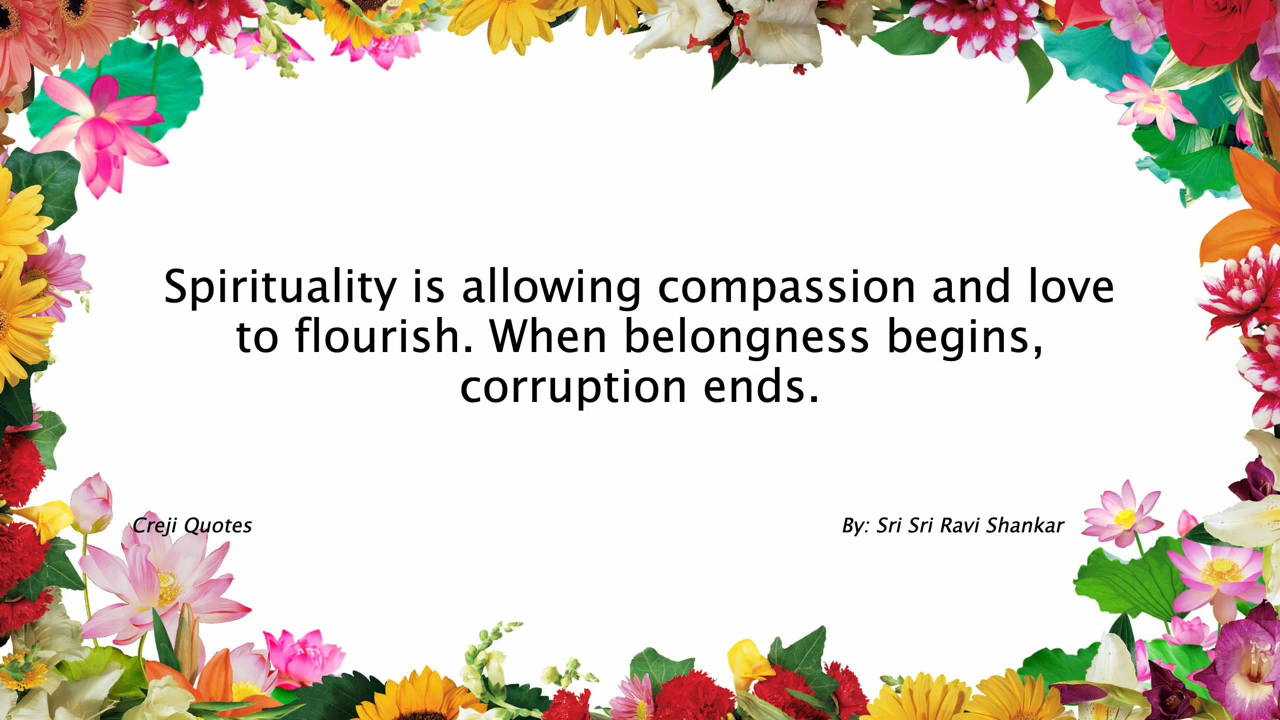 Spirituality is allowing compassion and love
to flourish. When belongness begins,
corruption ends.
Creji Quotes
By: Sri Sri Ravi Shankar